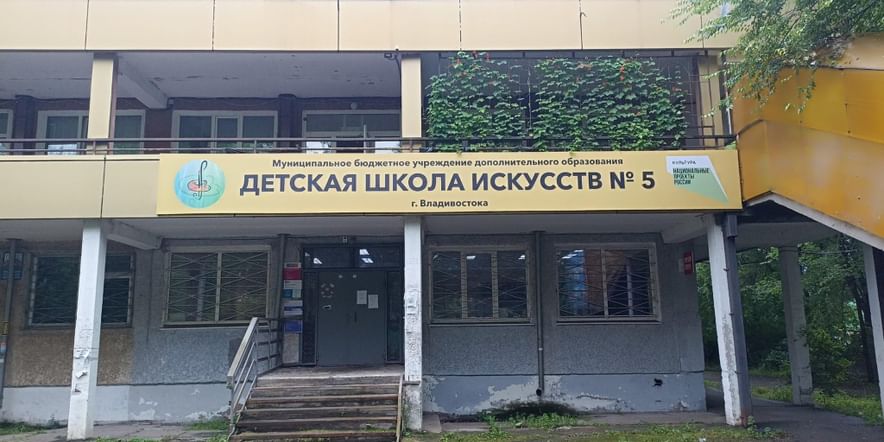 Муниципальное бюджетное учреждение дополнительного образования
ДЕТСКАЯ ШКОЛА ИСКУССТВ № 5
г. Владивостока
КУЛЬТУРА
НАЦИОНАЛЬНЫЕ
ПРОЕКТЫ
РОССИИ